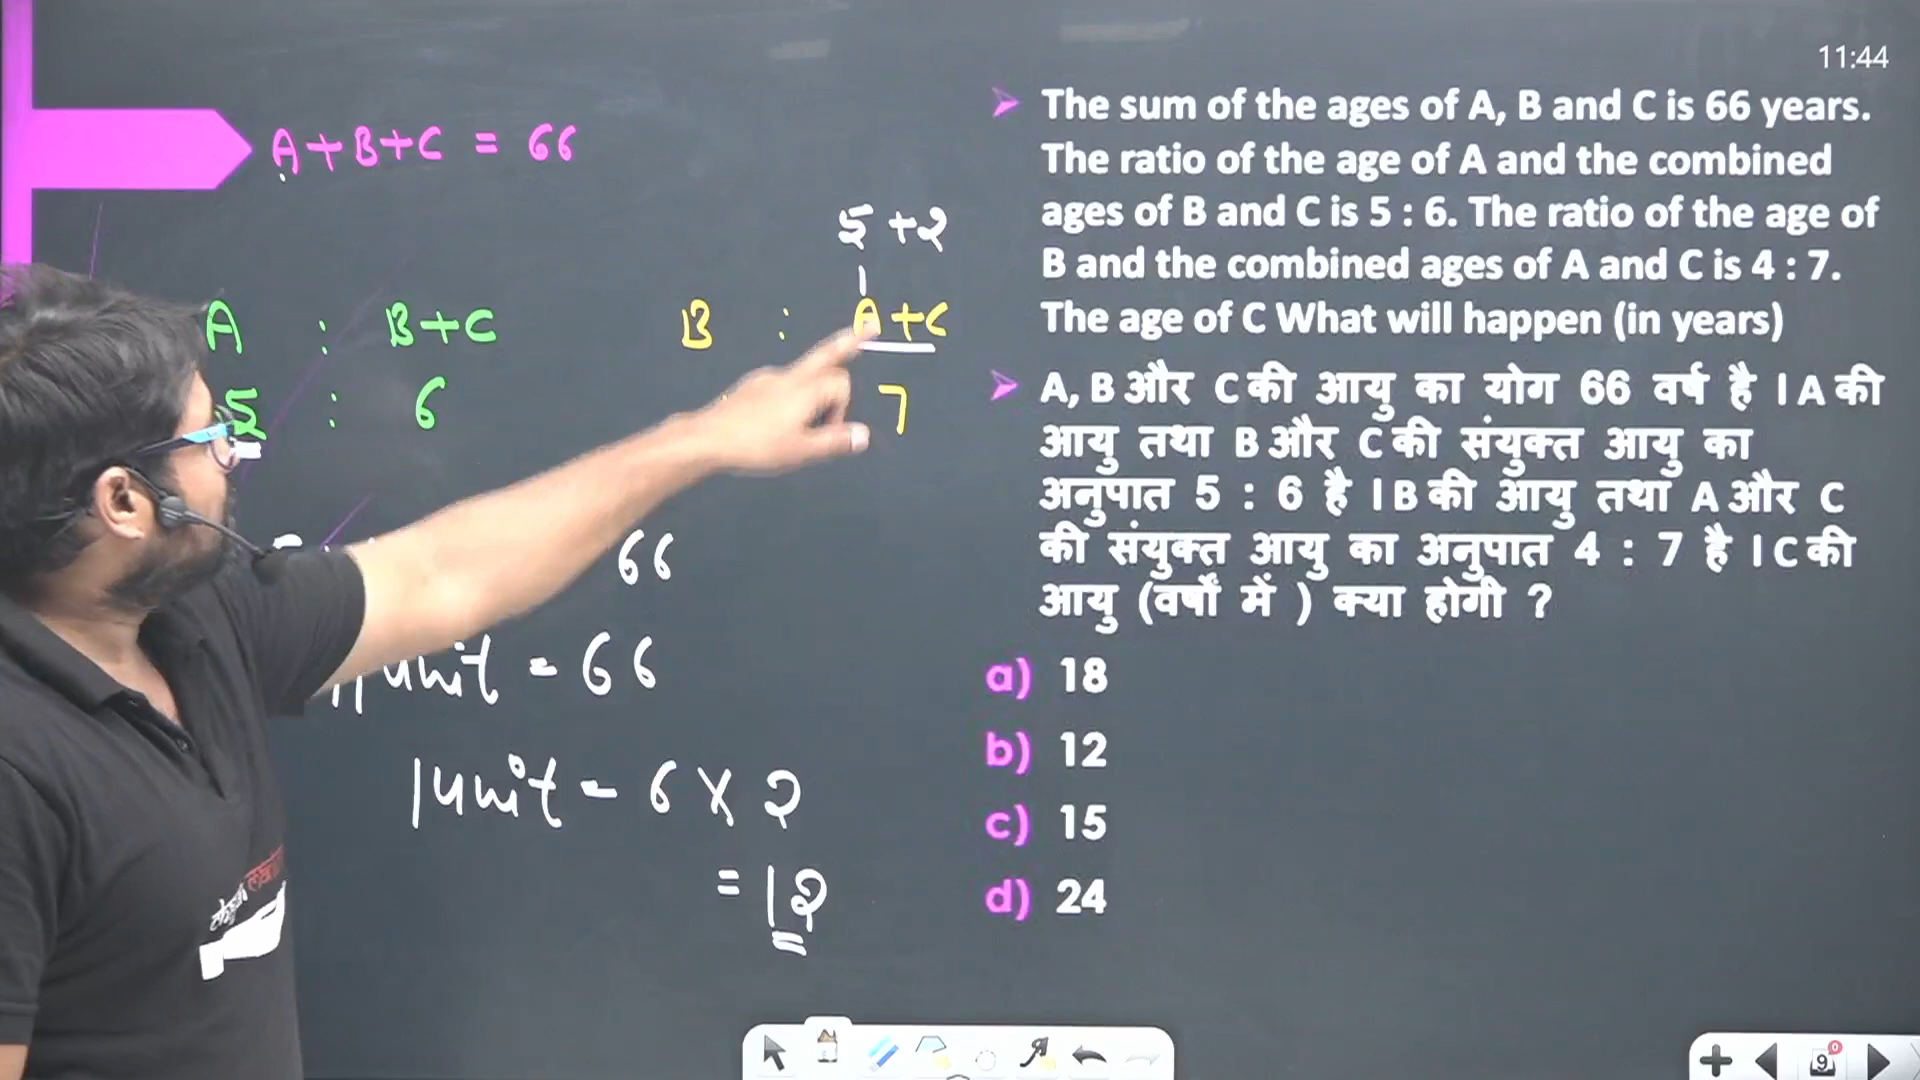 11:44
A+B+C = 66
5+2
A : B+C
5 : 6
B : A+C
7
66
11unit = 66
1unit = 6 X 2
= 12
The sum of the ages of A, B and C is 66 years.
The ratio of the age of A and the combined
ages of B and C is 5 : 6. The ratio of the age of
B and the combined ages of A and C is 4 : 7.
The age of C What will happen (in years)
A, B और C की आयु का योग 66 वर्ष है । A की
आयु तथा B और C की संयुक्त आयु का
अनुपात 5 : 6 है । B की आयु तथा A और C
की संयुक्त आयु का अनुपात 4 : 7 है । C की
आयु (वर्षों में ) क्या होगी ?
a) 18
b) 12
c) 15
d) 24
9 0